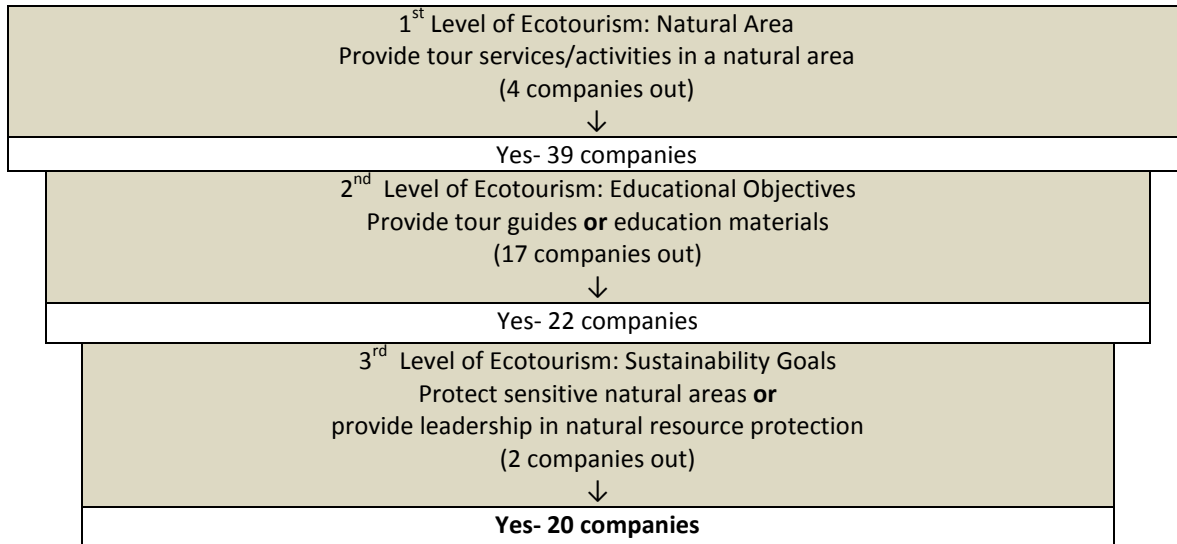 1st Level of Ecotourism: Natural Area
Provide tour services/activities in a natural area
(4 companies out)
↓
Yes- 39 companies
2nd Level of Ecotourism: Educational Objectives
Provide tour guides or education materials
(17 companies out)
↓
Yes- 22 companies
3rd Level of Ecotourism: Sustainability Goals
Protect sensitive natural areas or
provide leadership in natural resource protection
(2 companies out)
↓
Yes- 20 companies